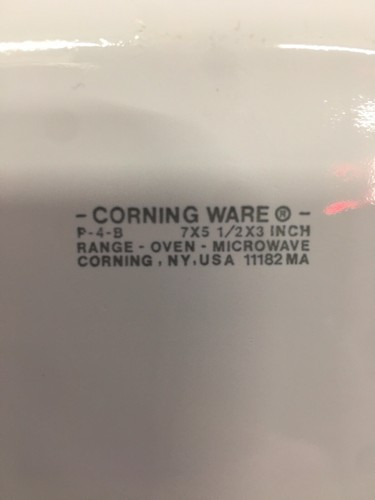 - CORNING WARE ® -
P-4-B 7X5 1/2X3 INCH
RANGE - OVEN - MICROWAVE
CORNING, NY, USA 11182 MA